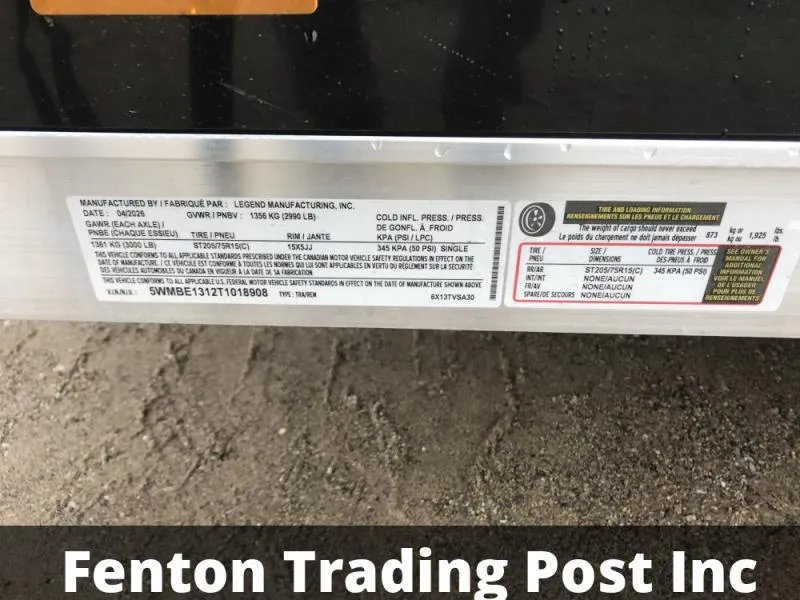 MANUFACTURED BY / FABRIQUÉ PAR : LEGEND MANUFACTURING, INC.
DATE : 04/2026 GVWR / PNBV : 1356 KG (2990 LB)
COLD INFL. PRESS. / PRESS.
DE GONFL. À FROID
KPA (PSI / LPC)
GAWR (EACH AXLE) /
PNBE (CHAQUE ESSIEU) TIRE / PNEU RIM / JANTE
1361 KG (3000 LB) ST205/75R15(C) 15X5JJ 345 KPA (50 PSI) SINGLE
THIS VEHICLE CONFORMS TO ALL APPLICABLE STANDARDS PRESCRIBED UNDER THE CANADIAN MOTOR VEHICLE SAFETY REGULATIONS IN EFFECT ON THE
DATE OF MANUFACTURE. / CE VÉHICULE EST CONFORME À TOUTES LES NORMES QUI LUI SONT APPLICABLES EN VERTU DU RÈGLEMENT SUR LA SÉCURITÉ
DES VÉHICULES AUTOMOBILES DU CANADA EN VIGUEUR À LA DATE DE SA FABRICATION.
THIS VEHICLE CONFORMS TO ALL APPLICABLE U.S. FEDERAL MOTOR VEHICLE SAFETY STANDARDS IN EFFECT ON THE DATE OF MANUFACTURE SHOWN ABOVE
V.I.N./N.I.V. : 5WMBE1312T1018908 TYPE : TRA/REM 6X13TVSA30
TIRE AND LOADING INFORMATION
RENSEIGNEMENTS SUR LES PNEUS ET LE CHARGEMENT
The weight of cargo should never exceed
Le poids du chargement ne doit jamais dépasser
873 kg or
kg ou 1,925 lbs.
lb.
TIRE /
PNEU SIZE /
DIMENSIONS COLD TIRE PRESS. / PRESS
DES-PNEUS À FROID
RR/AR ST205/75R15(C) 345 KPA (50 PSI)
INT/INT NONE/AUCUN
FR/AV NONE/AUCUN
SPARE/DE SECOURS NONE/AUCUN
SEE OWNER'S
MANUAL FOR
ADDITIONAL
INFORMATION
VOIR LE MANUEL
DE L'USAGER
POUR PLUS DE
RENSEIGNEMENTS
Fenton Trading Post Inc